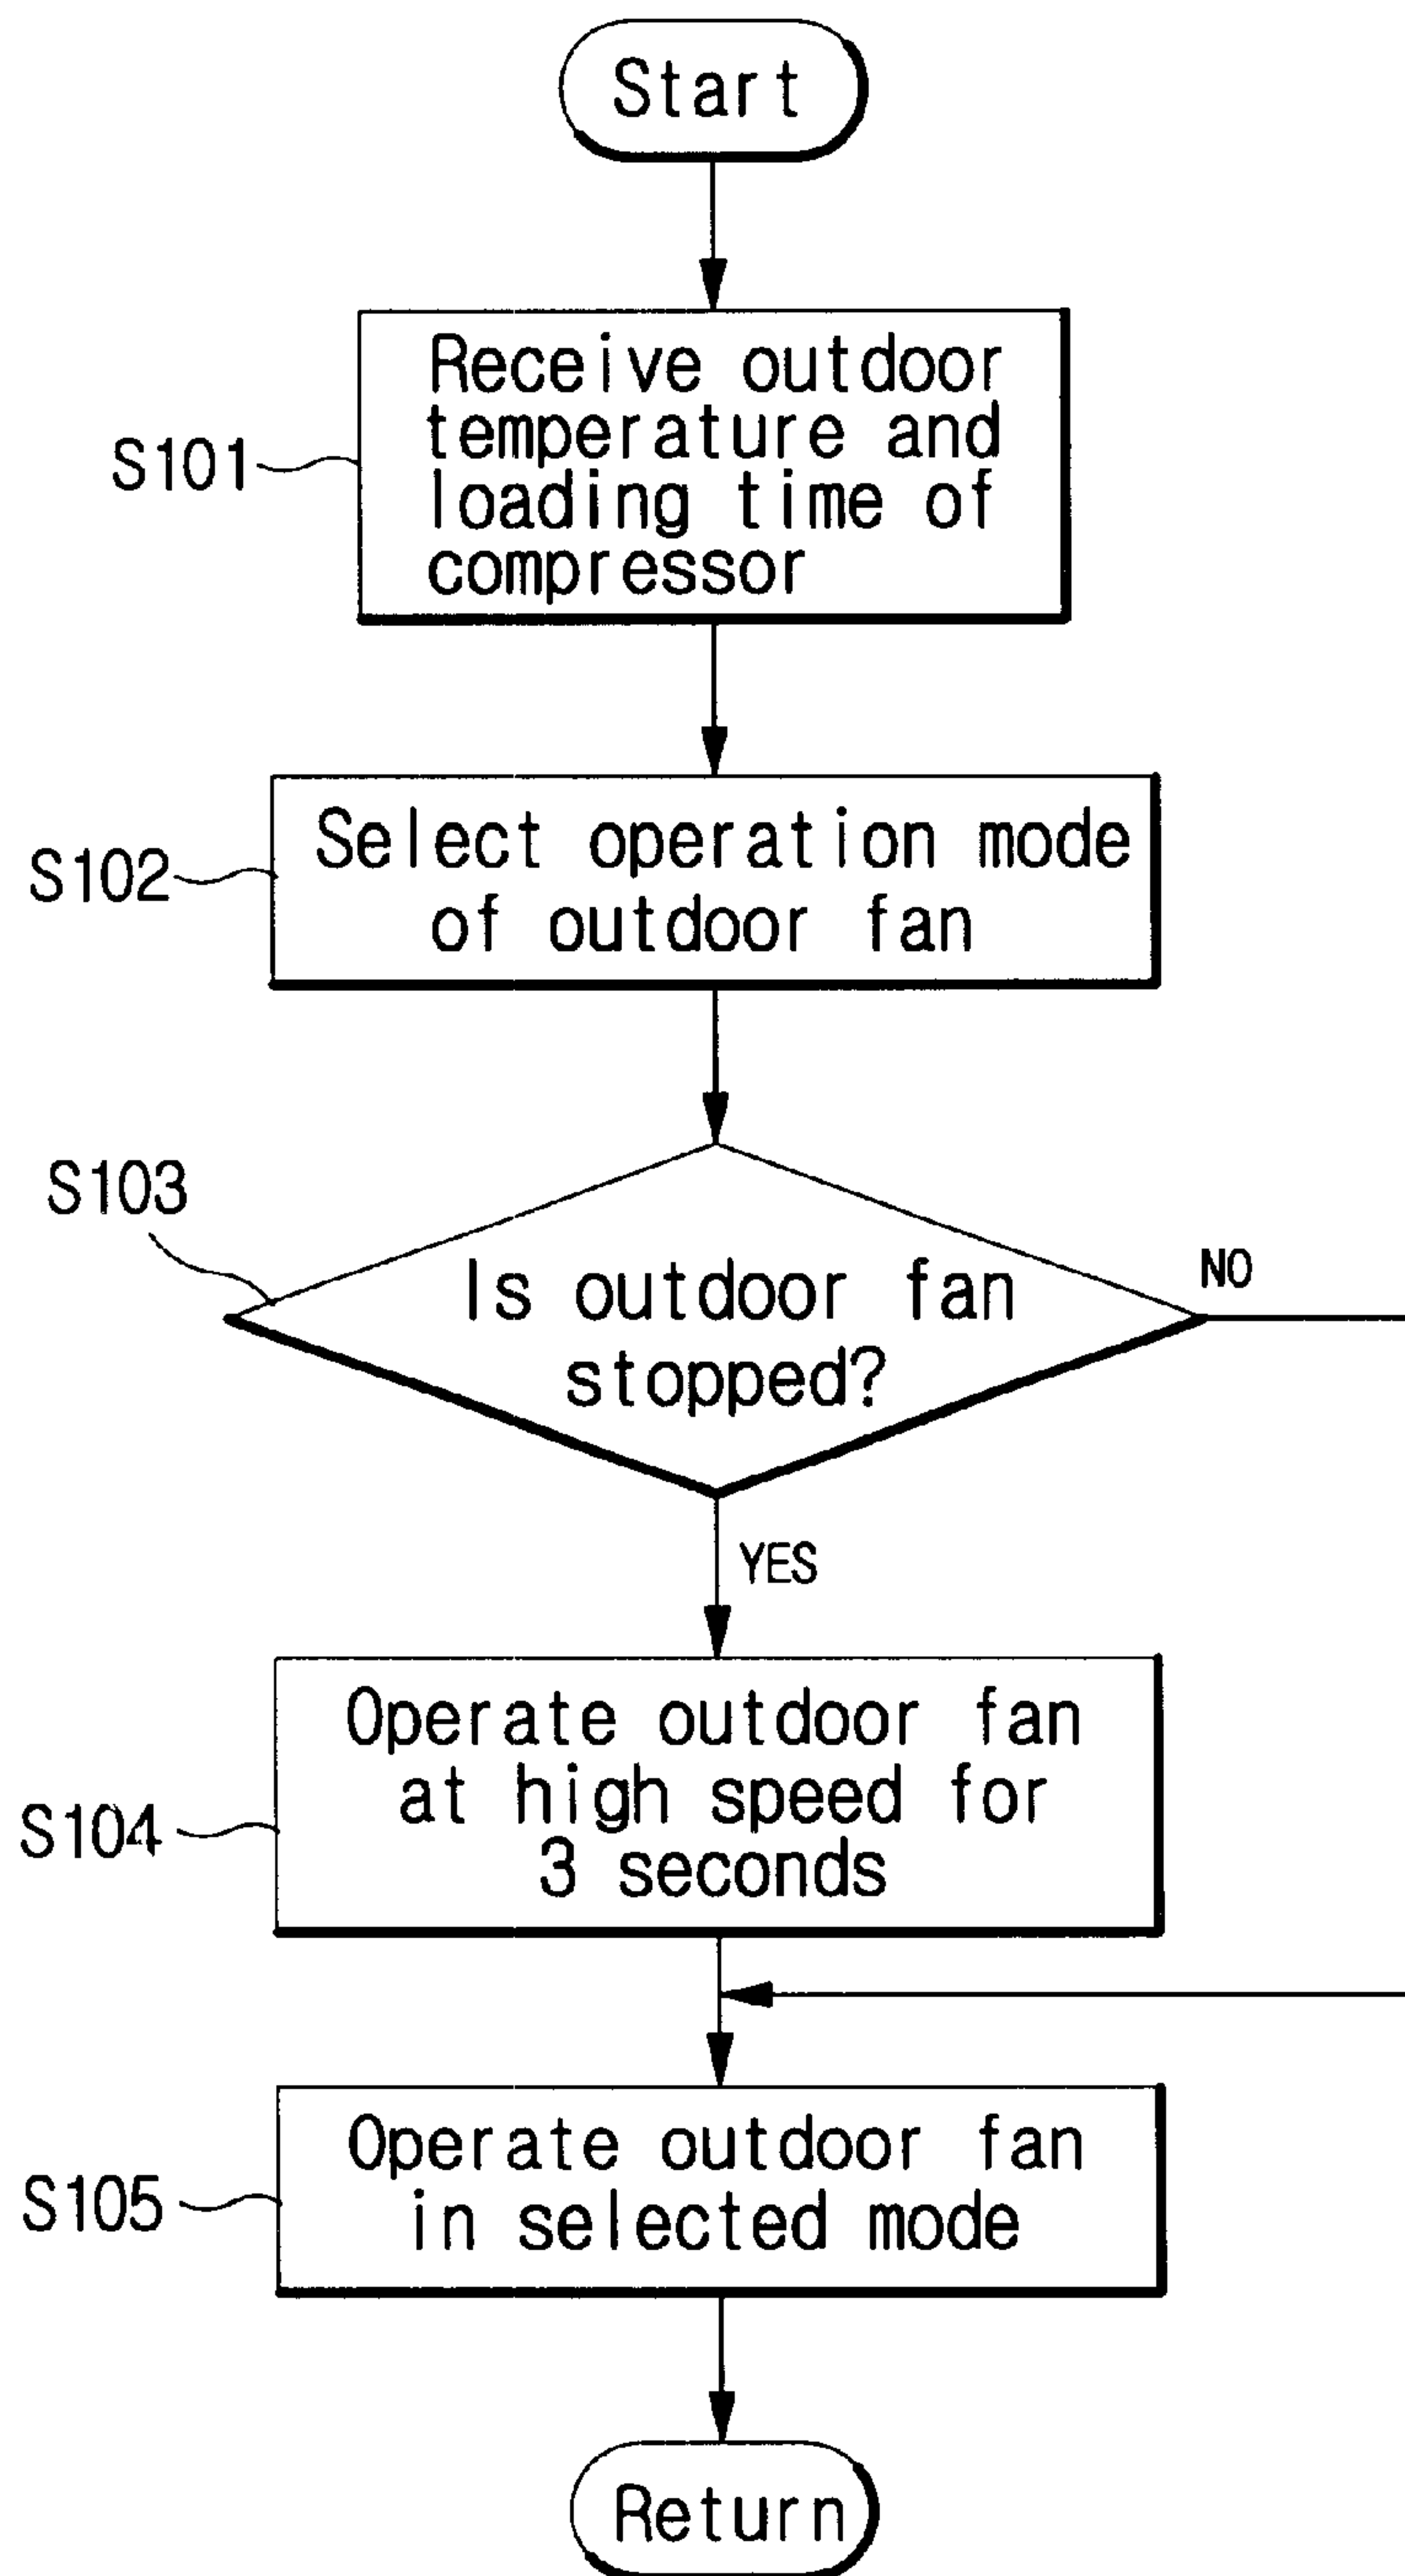 Start
S101
Receive outdoor
temperature and
loading time of
compressor
S102
Select operation mode
of outdoor fan
S103
Is outdoor fan
stopped?
NO
YES
S104
Operate outdoor fan
at high speed for
3 seconds
S105
Operate outdoor fan
in selected mode
Return